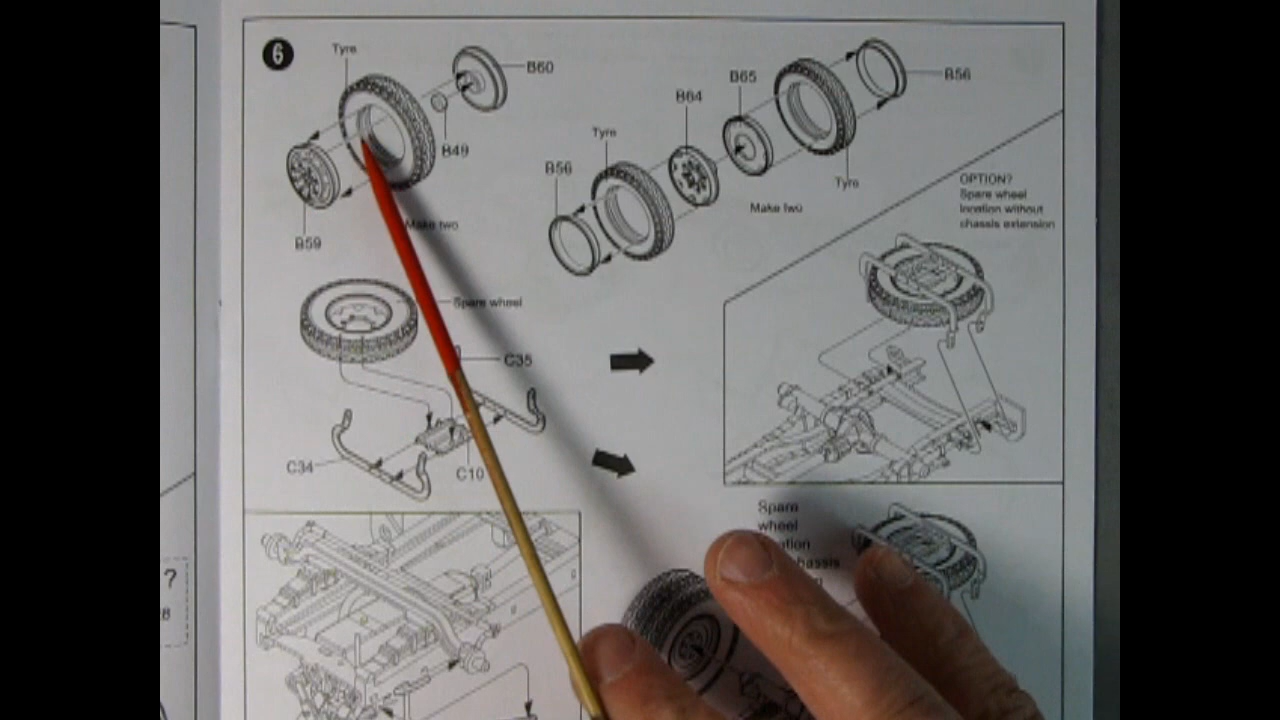 6
Tyre
B60
B49
B59
Make two
Tyre
B64
B65
B56
B56
Tyre
Make two
OPTION?
Spare wheel
location without
chassis extension
Spare wheel
C35
C34
C10
Spare
wheel
?
8